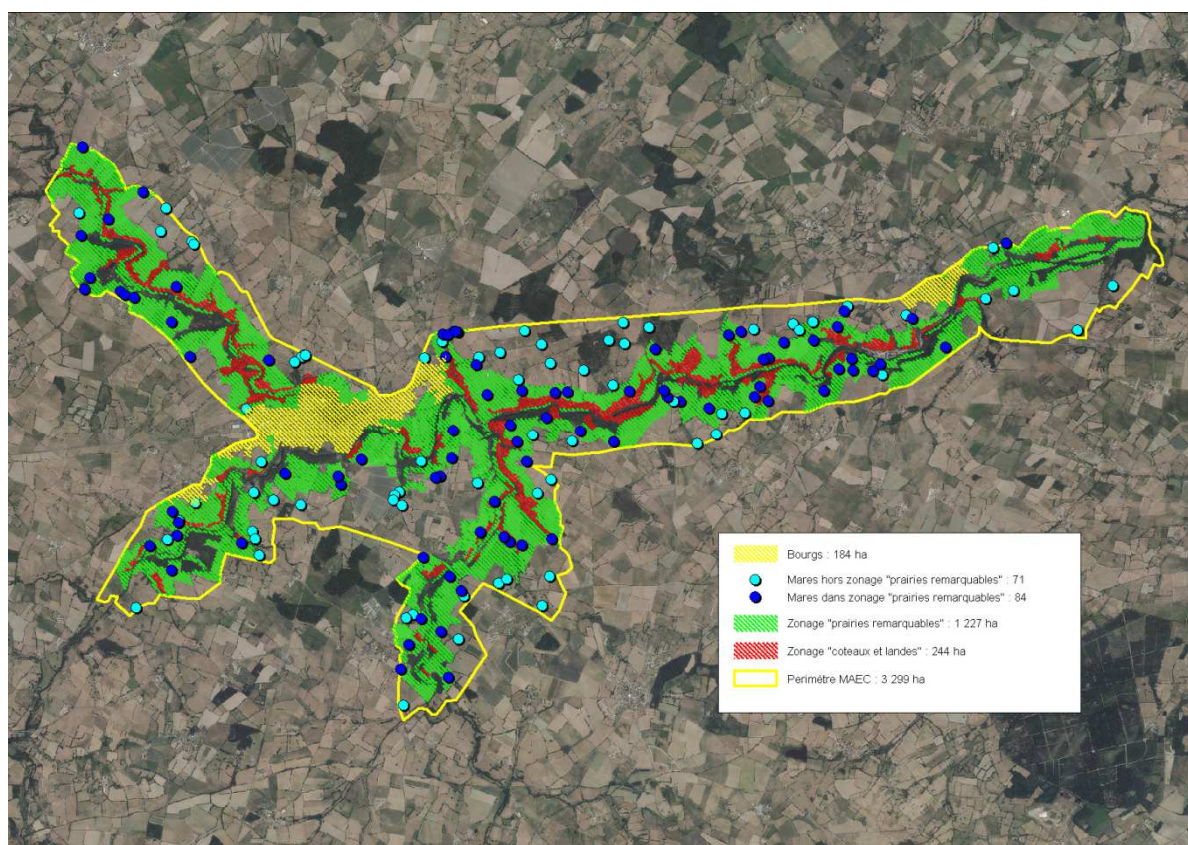 Bourgs : 184 ha
Mares hors zonage "prairies remarquables" : 71
Mares dans zonage "prairies remarquables" : 84
Zonage "prairies remarquables" : 1 227 ha
Zonage "coteaux et landes" : 244 ha
Perimètre MAEC : 3 299 ha